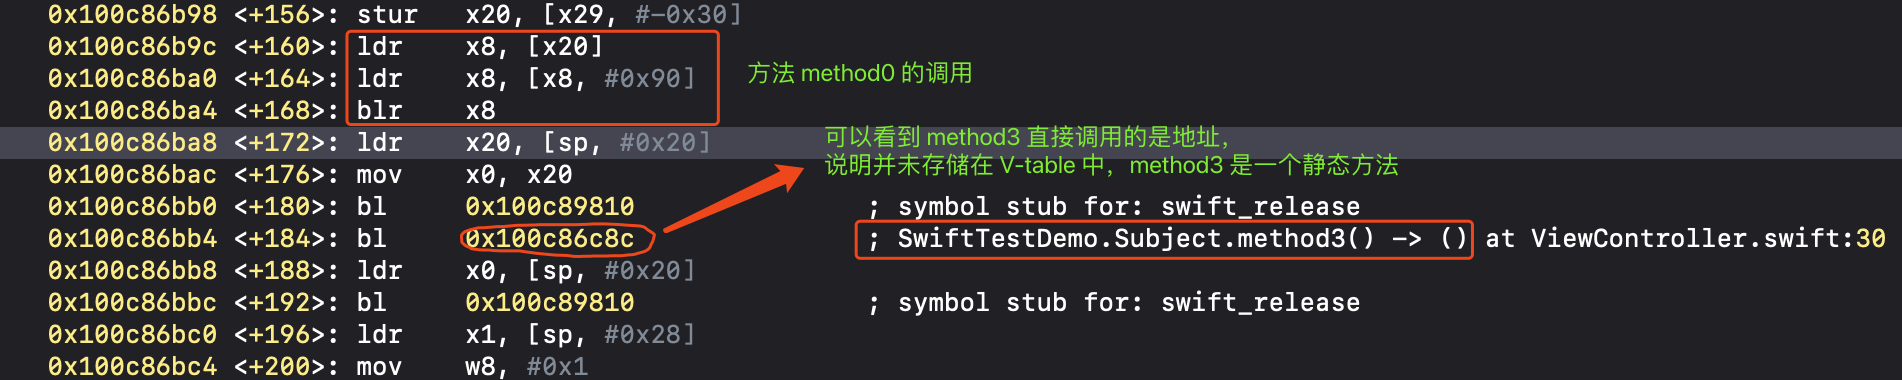 0x100c86b98 <+156>: stur x20, [x29, #-0x30]
0x100c86b9c <+160>: ldr x8, [x20]
0x100c86ba0 <+164>: ldr x8, [x8, #0x90]
方法 method0 的调用
0x100c86ba4 <+168>: blr x8
0x100c86ba8 <+172>: ldr x20, [sp, #0x20]
可以看到 method3 直接调用的是地址,
说明并未存储在 V-table 中，method3 是一个静态方法
0x100c86bac <+176>: mov x0, x20
0x100c86bb0 <+180>: bl 0x100c89810 ; symbol stub for: swift_release
0x100c86bb4 <+184>: bl 0x100c86c8c ; SwiftTestDemo.Subject.method3() -> () at ViewController.swift:30
0x100c86bb8 <+188>: ldr x0, [sp, #0x20]
0x100c86bbc <+192>: bl 0x100c89810 ; symbol stub for: swift_release
0x100c86bc0 <+196>: ldr x1, [sp, #0x28]
0x100c86bc4 <+200>: mov w8, #0x1